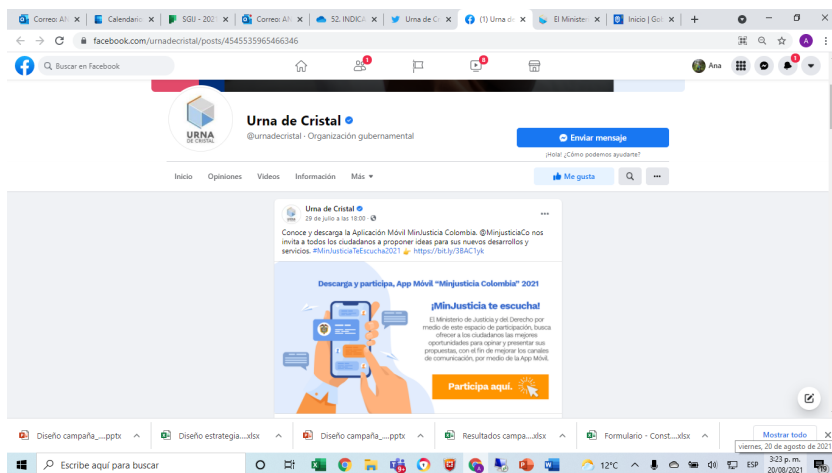 Correo: AN
Calendario:
SGU - 202
Correo: AN
52. INDICA
Urna de Cr
(1) Urna de
El Minister
Inicio | Gob
facebook.com/urnadecristal/posts/4545535965466346
Buscar en Facebook
1
8
Ana
1
URNA
DE CRISTAL
Urna de Cristal
@urnadecristal · Organización gubernamental
Enviar mensaje
¡Hola! ¿Cómo podemos ayudarte?
Inicio Opiniones Videos Información Más
Me gusta
Urna de Cristal
29 de julio a las 18:00
Conoce y descarga la Aplicación Móvil MinJusticia Colombia. @MinjusticiaCo nos
invita a todos los ciudadanos a proponer ideas para sus nuevos desarrollos y
servicios. #MinJusticiaTeEscucha2021 👉 https://bit.ly/38AC1yk
Descarga y participa, App Móvil "Minjusticia Colombia" 2021
¡MinJusticia te escucha!
El Ministerio de Justicia y del Derecho por
medio de este espacio de participación, busca
ofrecer a los ciudadanos las mejores
oportunidades para opinar y presentar sus
propuestas, con el fin de mejorar los canales
de comunicación, por medio de la App Móvil.
Participa aquí.
Diseño campaña_....pptx
Diseño estrategia....xlsx
Diseño campaña_....pptx
Resultados campa....xlsx
Formulario - Const....xlsx
Mostrar todo
viernes, 20 de agosto de 2021
Escribe aquí para buscar
12°C
ESP
3:23 p. m.
20/08/2021